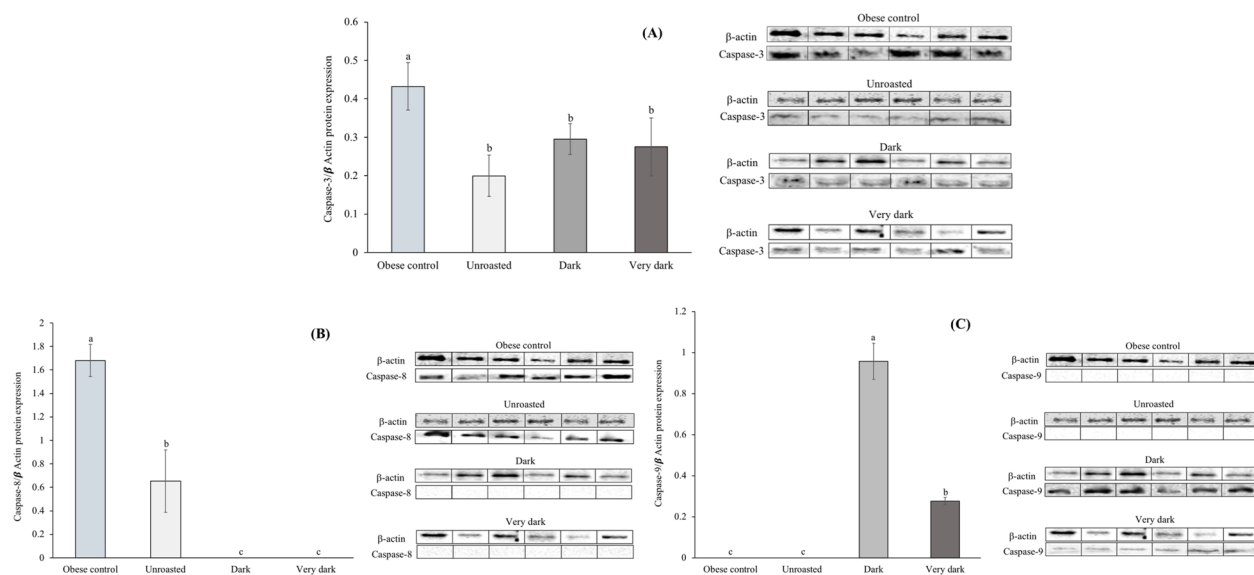 (A)
Caspase-3/β Actin protein expression
0.6
0.5
0.4
0.3
0.2
0.1
0
a
b
b
b
Obese control
Unroasted
Dark
Very dark
Obese control
β-actin
Caspase-3
Unroasted
β-actin
Caspase-3
Dark
β-actin
Caspase-3
Very dark
β-actin
Caspase-3
(B)
Caspase-8/β Actin protein expression
2
1.8
1.6
1.4
1.2
1
0.8
0.6
0.4
0.2
0
a
b
c
c
Obese control
Unroasted
Dark
Very dark
Obese control
β-actin
Caspase-8
Unroasted
β-actin
Caspase-8
Dark
β-actin
Caspase-8
Very dark
β-actin
Caspase-8
(C)
Caspase-9/β Actin protein expression
1.2
1
0.8
0.6
0.4
0.2
0
c
c
a
b
Obese control
Unroasted
Dark
Very dark
Obese control
β-actin
Caspase-9
Unroasted
β-actin
Caspase-9
Dark
β-actin
Caspase-9
Very dark
β-actin
Caspase-9